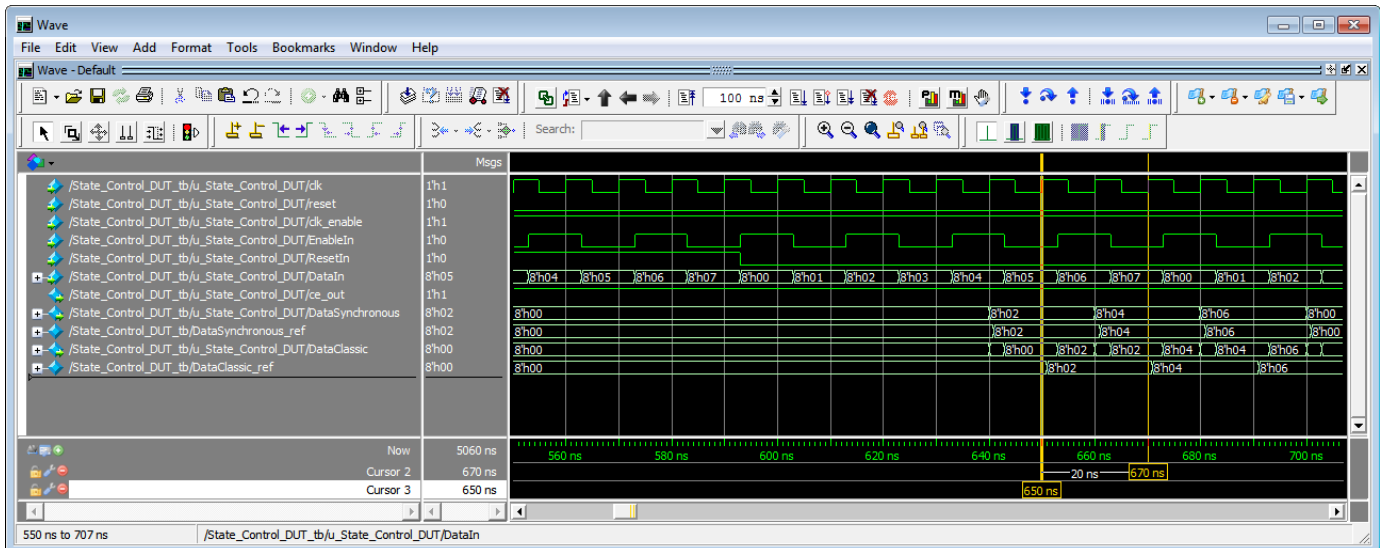 Wave
File Edit View Add Format Tools Bookmarks Window Help
Wave - Default
100 ns
Search:
Msgs
/State_Control_DUT_tb/u_State_Control_DUT/clk 1'h1
/State_Control_DUT_tb/u_State_Control_DUT/reset 1'h0
/State_Control_DUT_tb/u_State_Control_DUT/clk_enable 1'h1
/State_Control_DUT_tb/u_State_Control_DUT/EnableIn 1'h0
/State_Control_DUT_tb/u_State_Control_DUT/ResetIn 1'h0
/State_Control_DUT_tb/u_State_Control_DUT/DataIn 8'h05 8'h04 8'h05 8'h06 8'h07 8'h00 8'h01 8'h02 8'h03 8'h04 8'h05 8'h06 8'h07 8'h00 8'h01 8'h02
/State_Control_DUT_tb/u_State_Control_DUT/ce_out 1'h1
/State_Control_DUT_tb/u_State_Control_DUT/DataSynchronous 8'h02 8'h00 8'h02 8'h04 8'h06 8'h00
/State_Control_DUT_tb/DataSynchronous_ref 8'h02 8'h00 8'h02 8'h04 8'h06 8'h00
/State_Control_DUT_tb/u_State_Control_DUT/DataClassic 8'h00 8'h00 8'h00 8'h02 8'h02 8'h04 8'h04 8'h06
/State_Control_DUT_tb/DataClassic_ref 8'h00 8'h00 8'h02 8'h04 8'h06
Now 5060 ns 560 ns 580 ns 600 ns 620 ns 640 ns 660 ns 680 ns 700 ns
Cursor 2 670 ns 20 ns 670 ns
Cursor 3 650 ns 650 ns
550 ns to 707 ns /State_Control_DUT_tb/u_State_Control_DUT/DataIn